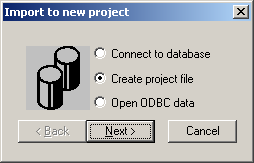 Import to new project
Connect to database
Create project file
Open ODBC data
< Back
Next >
Cancel